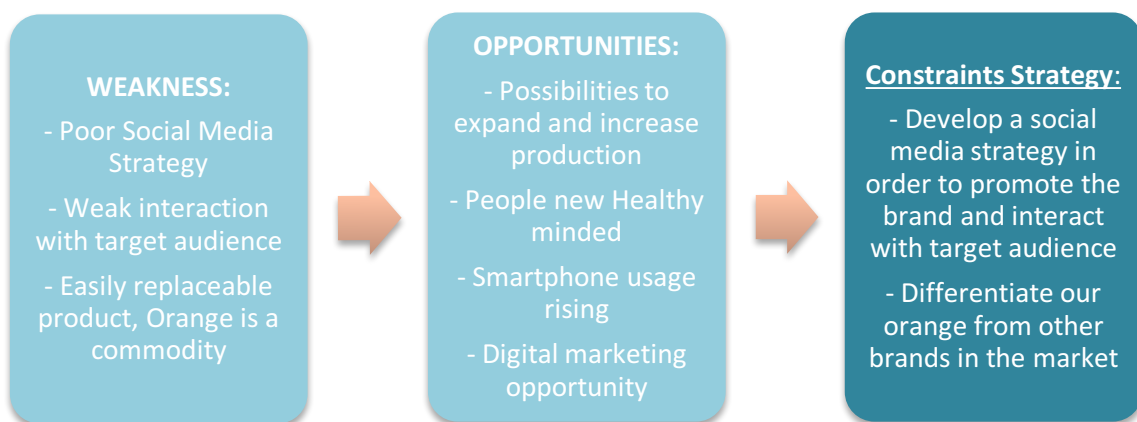 WEAKNESS:
- Poor Social Media
Strategy
- Weak interaction
with target audience
- Easily replaceable
product, Orange is a
commodity
OPPORTUNITIES:
- Possibilities to
expand and increase
production
- People new Healthy
minded
- Smartphone usage
rising
- Digital marketing
opportunity
Constraints Strategy:
- Develop a social
media strategy in
order to promote the
brand and interact
with target audience
- Differentiate our
orange from other
brands in the market